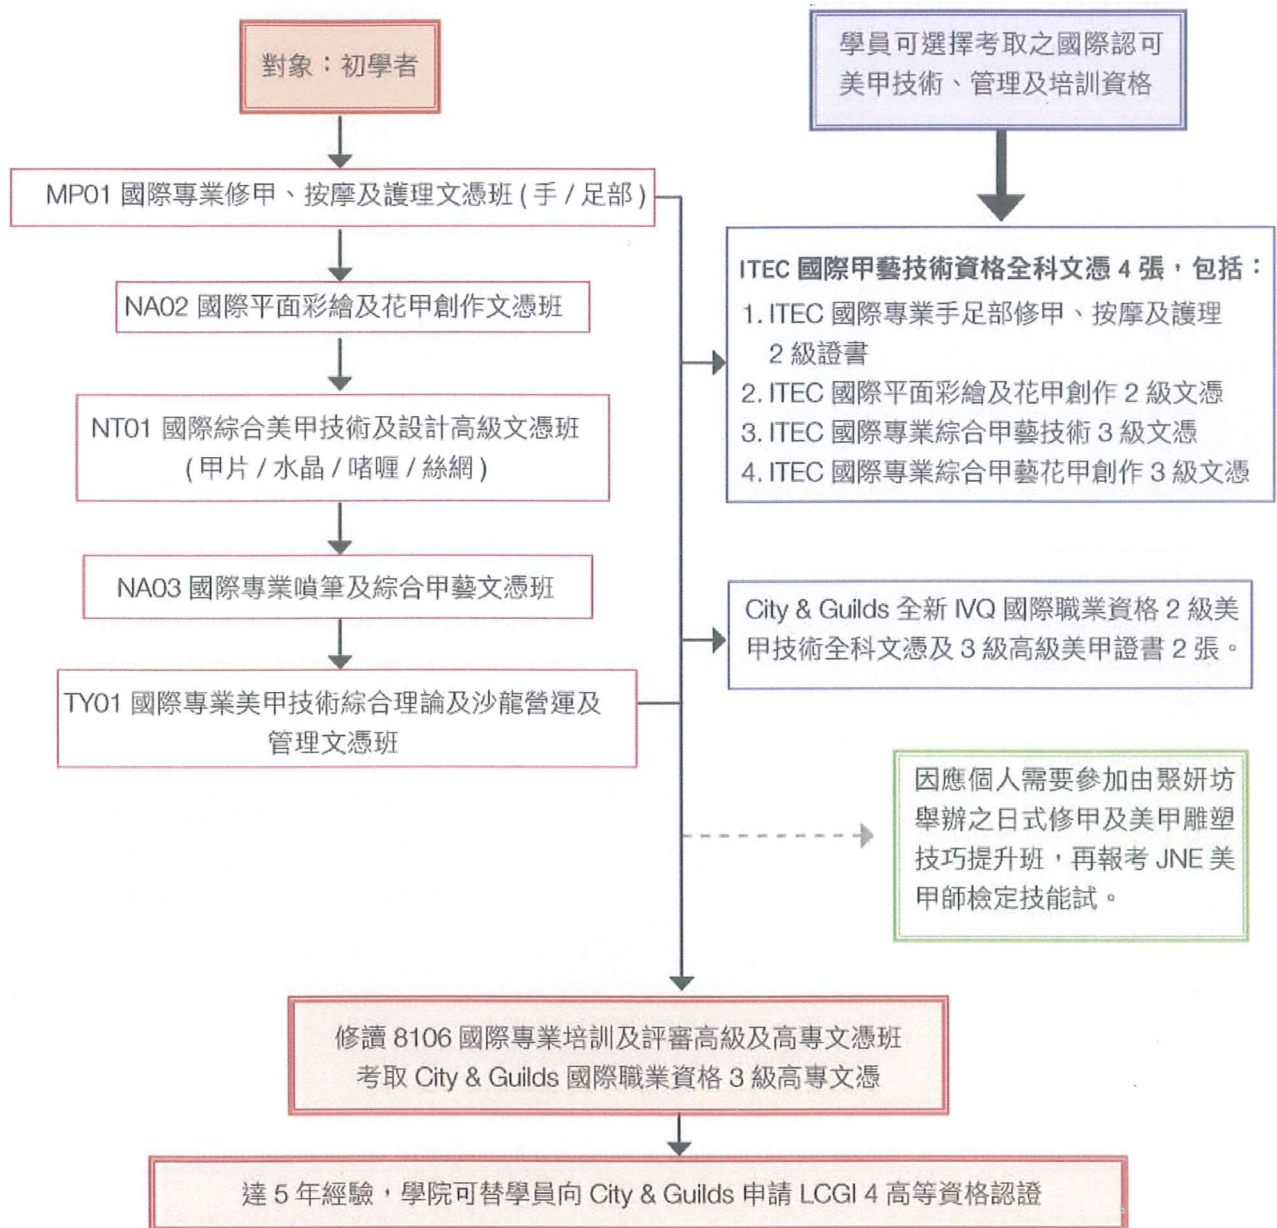 對象：初學者
MP01 國際專業修甲、按摩及護理文憑班 ( 手 / 足部 )
NA02 國際平面彩繪及花甲創作文憑班
NT01 國際綜合美甲技術及設計高級文憑班
( 甲片 / 水晶 / 啫喱 / 絲網 )
NA03 國際專業噴筆及綜合甲藝文憑班
TY01 國際專業美甲技術綜合理論及沙龍營運及
管理文憑班
學員可選擇考取之國際認可
美甲技術、管理及培訓資格
ITEC 國際甲藝技術資格全科文憑 4 張，包括：
1. ITEC 國際專業手足部修甲、按摩及護理
2 級證書
2. ITEC 國際平面彩繪及花甲創作 2 級文憑
3. ITEC 國際專業綜合甲藝技術 3 級文憑
4. ITEC 國際專業綜合甲藝花甲創作 3 級文憑
City & Guilds 全新 IVQ 國際職業資格 2 級美
甲技術全科文憑及 3 級高級美甲證書 2 張。
因應個人需要參加由聚妍坊
舉辦之日式修甲及美甲雕塑
技巧提升班，再報考 JNE 美
甲師檢定技能試。
修讀 8106 國際專業培訓及評審高級及高專文憑班
考取 City & Guilds 國際職業資格 3 級高專文憑
達 5 年經驗，學院可替學員向 City & Guilds 申請 LCGI 4 高等資格認證